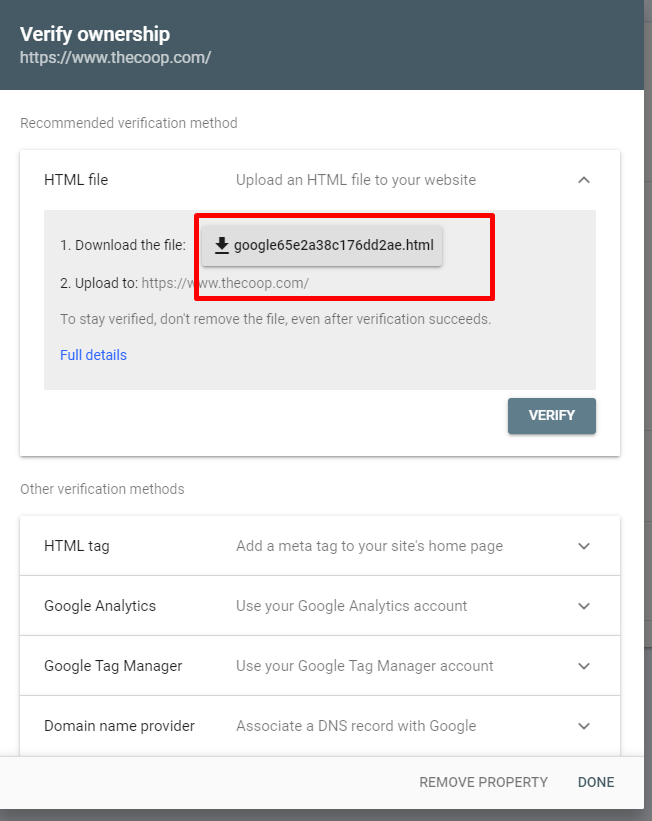 Verify ownership
https://www.thecoop.com/
Recommended verification method
HTML file Upload an HTML file to your website
1. Download the file: google65e2a38c176dd2ae.html
2. Upload to: https://www.thecoop.com/
To stay verified, don't remove the file, even after verification succeeds.
Full details
VERIFY
Other verification methods
HTML tag Add a meta tag to your site's home page
Google Analytics Use your Google Analytics account
Google Tag Manager Use your Google Tag Manager account
Domain name provider Associate a DNS record with Google
REMOVE PROPERTY DONE